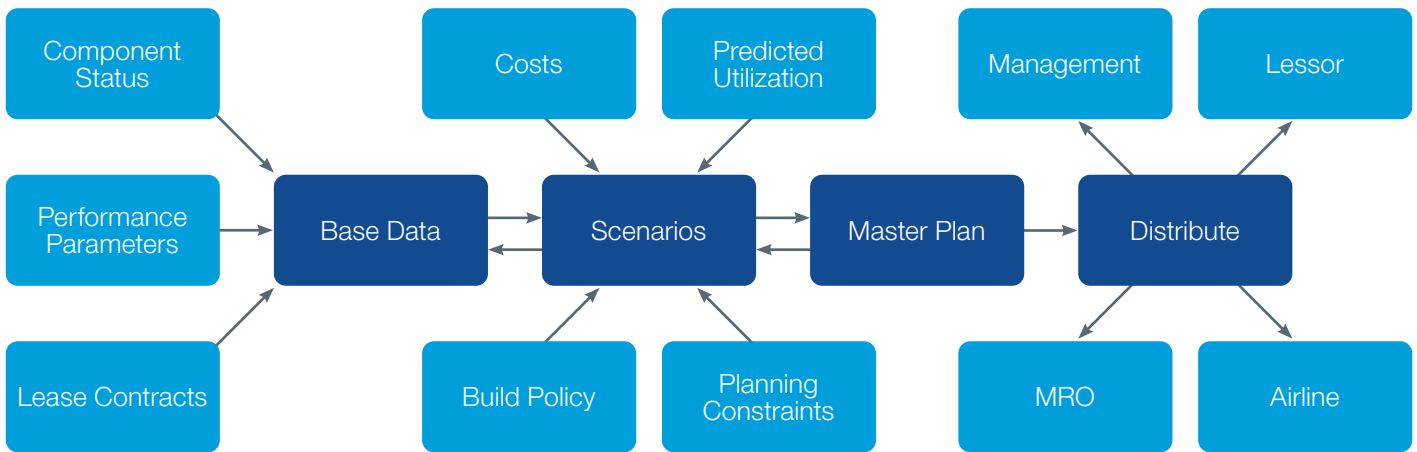 Component
Status
Costs
Predicted
Utilization
Management
Lessor
Performance
Parameters
Base Data
Scenarios
Master Plan
Distribute
Lease Contracts
Build Policy
Planning
Constraints
MRO
Airline